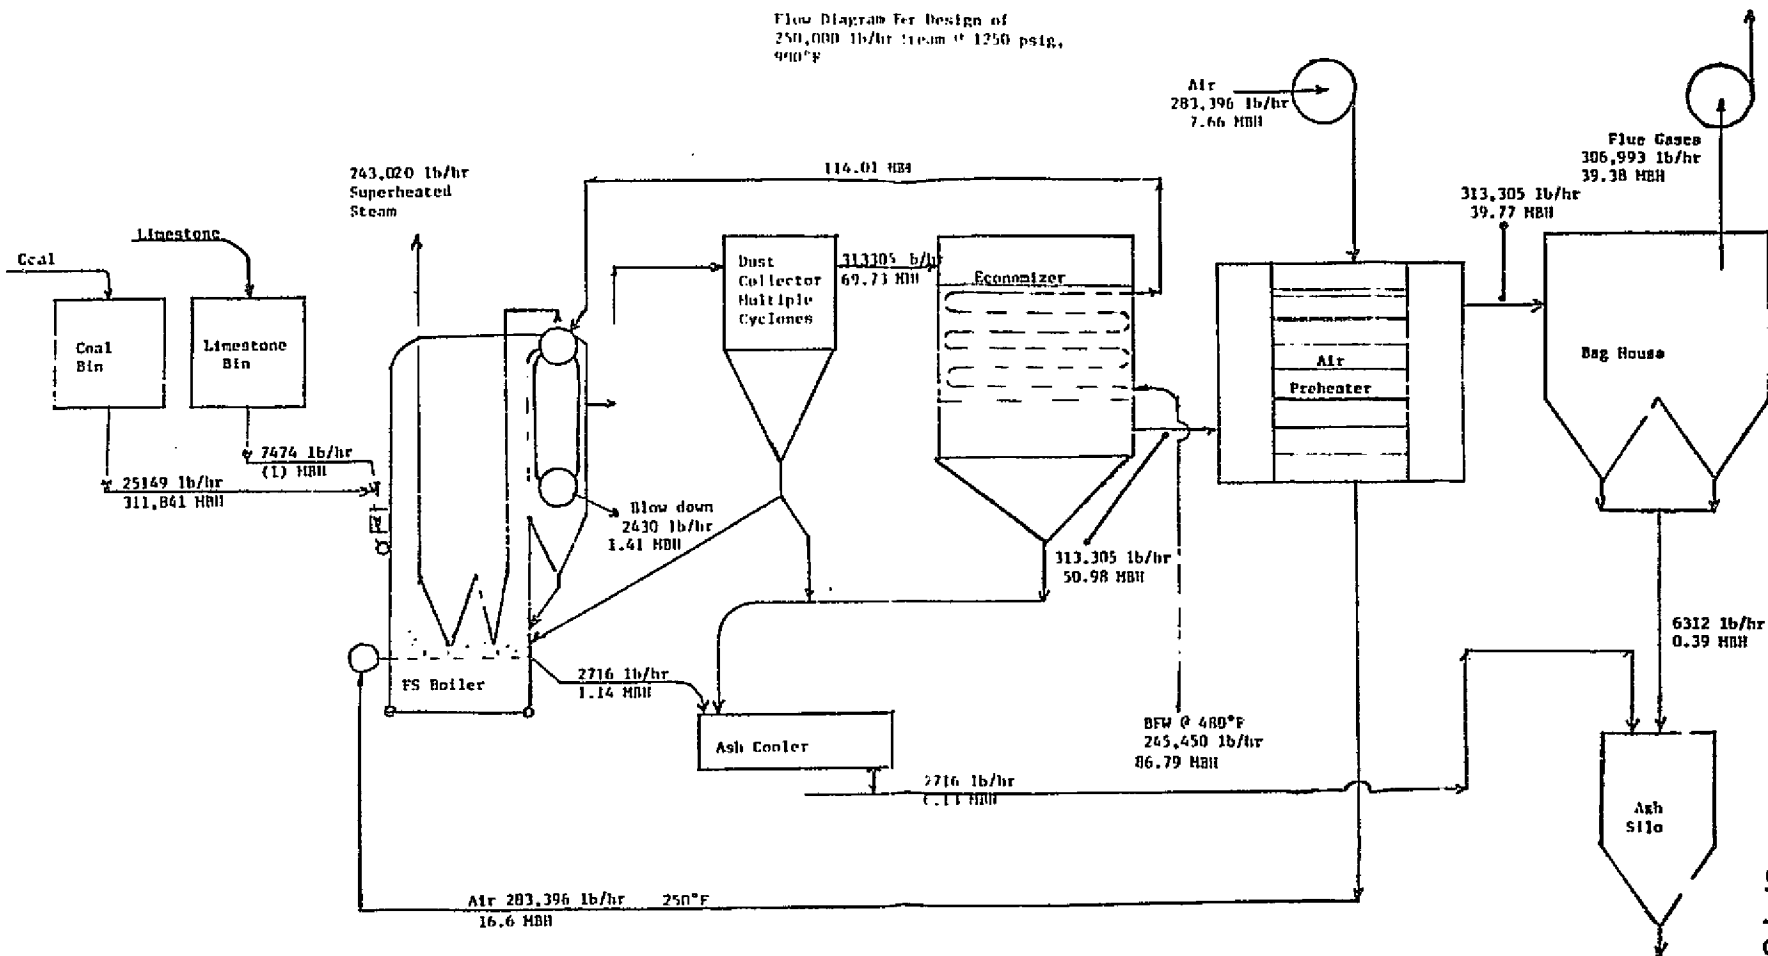 Flow Diagram For Design of
250,000 lb/hr Steam @ 1250 psig,
990°F
Air
283,396 lb/hr
7.66 MBH
Flue Gases
306,993 lb/hr
39.38 MBH
313,305 lb/hr
39.77 MBH
114.01 MBH
243,020 lb/hr
Superheated
Steam
Limestone
Coal
Dust
Collector
Multiple
Cyclones
313305 b/h
69.73 MBH
Economizer
Coal
Bin
Limestone
Bin
Air
Preheater
Bag House
7474 lb/hr
(1) MBH
25149 lb/hr
311,841 MBH
Blow down
2430 lb/hr
1.41 MBH
313.305 lb/hr
50.98 MBH
6312 lb/hr
0.39 MBH
FS Boiler
2716 lb/hr
1.14 MBH
Ash Cooler
BFW @ 480°F
245,450 lb/hr
86.79 MBH
2716 lb/hr
MBH
Ash
Silo
Air 283,396 lb/hr 250°F
16.6 MBH